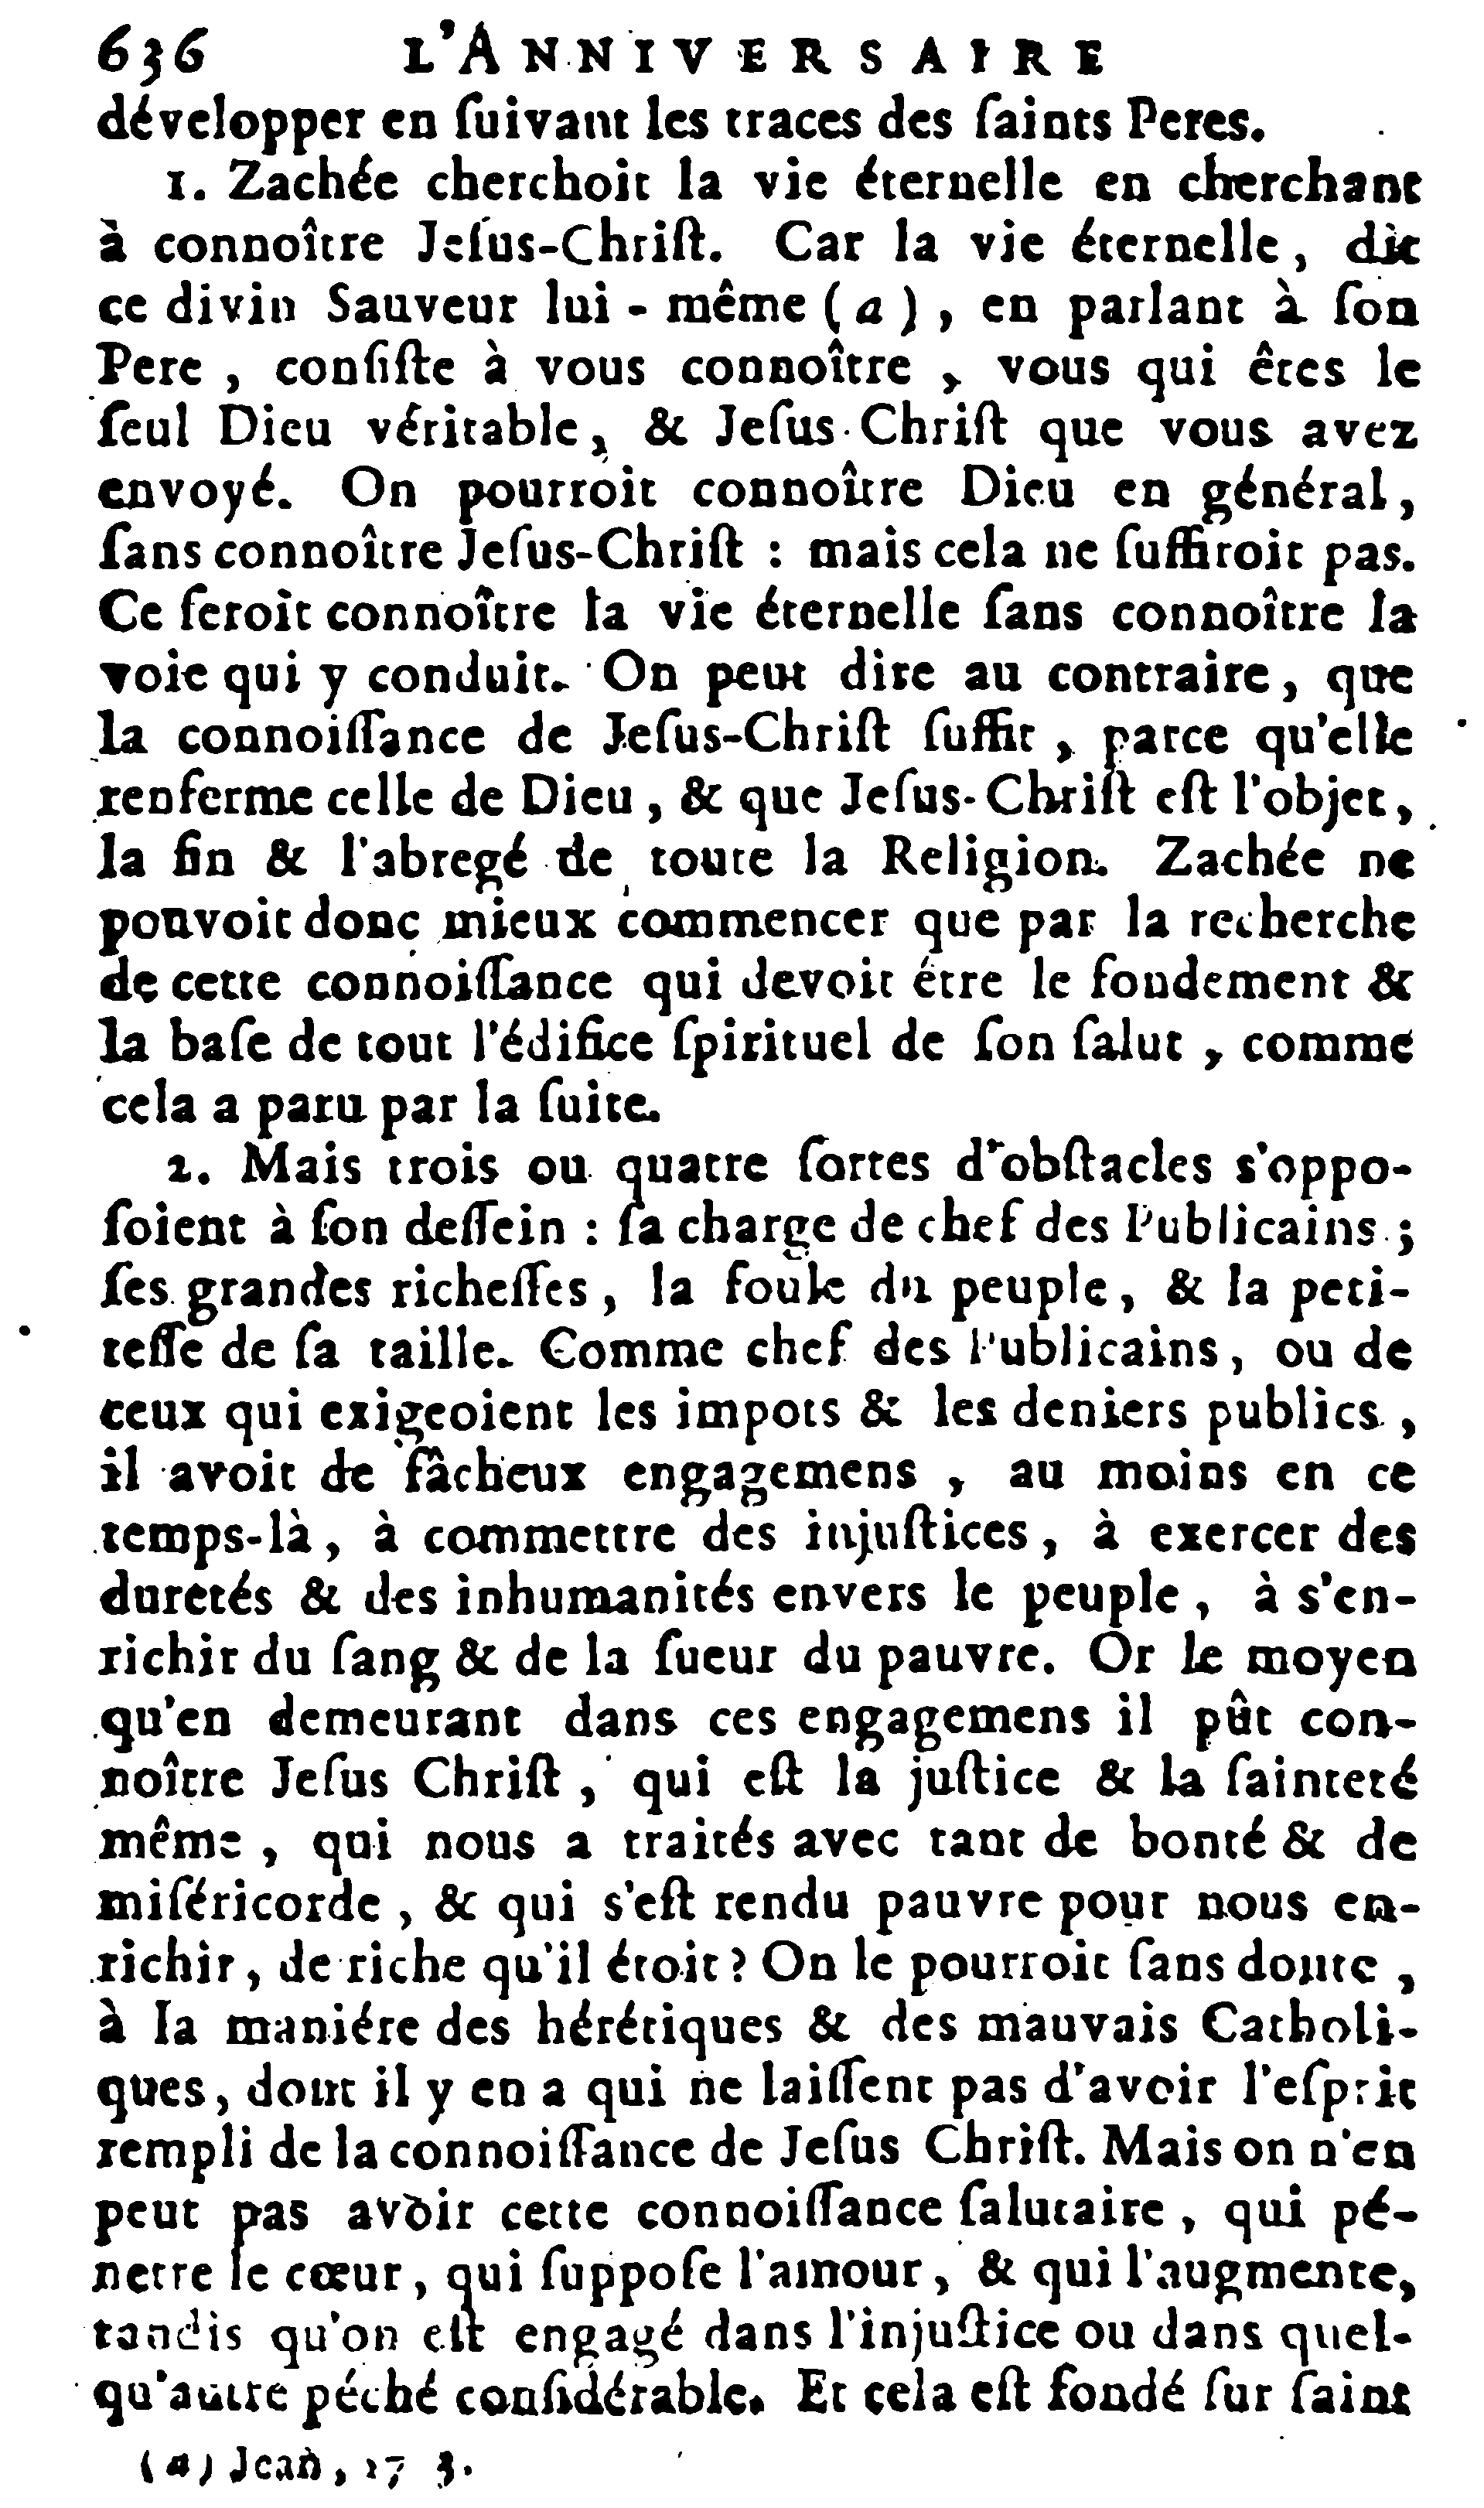 636 L'ANNIVERSAIRE
développer en ſuivant les traces des ſaints Peres.
1. Zachée cherchoit la vie éternelle en cherchant
à connoître Jeſus-Chriſt. Car la vie éternelle, dit
ce divin Sauveur lui - même (a), en parlant à ſon
Pere, conſiſte à vous connoître, vous qui êtes le
ſeul Dieu véritable, & Jeſus-Chriſt que vous avez
envoyé. On pourroit connoître Dieu en général,
ſans connoître Jeſus-Chriſt : mais cela ne ſuffiroit pas.
Ce ſeroit connoître la vie éternelle ſans connoître la
voie qui y conduit. On peut dire au contraire, que
la connoiſſance de Jeſus-Chriſt ſuffit, parce qu'elle
renferme celle de Dieu, & que Jeſus-Chriſt eſt l'objet,
la fin & l'abregé de toute la Religion. Zachée ne
pouvoit donc mieux commencer que par la recherche
de cette connoiſſance qui devoit être le fondement &
la baſe de tout l'édifice ſpirituel de ſon ſalut, comme
cela a paru par la ſuite.
2. Mais trois ou quatre ſortes d'obſtacles s'oppo-
ſoient à ſon deſſein : ſa charge de chef des Publicains ;
ſes grandes richeſſes, la foule du peuple, & la peti-
teſſe de ſa taille. Comme chef des Publicains, ou de
ceux qui exigeoient les impots & les deniers publics,
il avoit de fâcheux engagemens, au moins en ce
temps-là, à commettre des injuſtices, à exercer des
duretés & des inhumanités envers le peuple, à s'en-
richir du ſang & de la ſueur du pauvre. Or le moyen
qu'en demeurant dans ces engagemens il pût con-
noître Jeſus Chriſt, qui eſt la juſtice & la ſainteté
même, qui nous a traités avec tant de bonté & de
miſéricorde, & qui s'eſt rendu pauvre pour nous en-
richir, de riche qu'il étoit? On le pourroit ſans doute,
à la maniére des hérétiques & des mauvais Catholi-
ques, dont il y en a qui ne laiſſent pas d'avoir l'eſprit
rempli de la connoiſſance de Jeſus Chriſt. Mais on n'en
peut pas avoir cette connoiſſance ſalutaire, qui pé-
netre le cœur, qui ſuppoſe l'amour, & qui l'augmente,
tandis qu'on eſt engagé dans l'injuſtice ou dans quel-
qu'autre péché conſidérable. Et cela eſt fondé ſur ſaint
(a) Jean, 17 3.